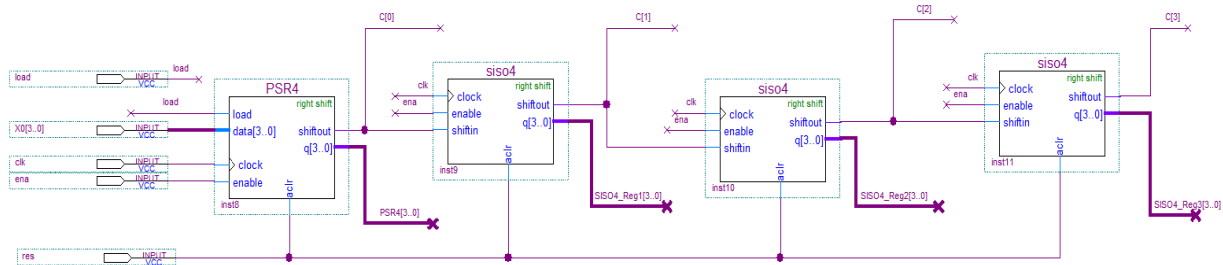 C[0]
C[1]
C[2]
C[3]
load
INPUT
VCC
load
X0[3..0]
INPUT
VCC
clk
INPUT
VCC
ena
INPUT
VCC
res
INPUT
VCC
load
PSR4
right shift
load
data[3..0]
shiftout
q[3..0]
clock
enable
aclr
inst8
PSR4[3..0]
siso4
right shift
clk
ena
clock
enable
shiftin
shiftout
q[3..0]
aclr
inst9
SISO4_Reg1[3..0]
siso4
right shift
clk
ena
clock
enable
shiftin
shiftout
q[3..0]
aclr
inst10
SISO4_Reg2[3..0]
siso4
right shift
clk
ena
clock
enable
shiftin
shiftout
q[3..0]
aclr
inst11
SISO4_Reg3[3..0]